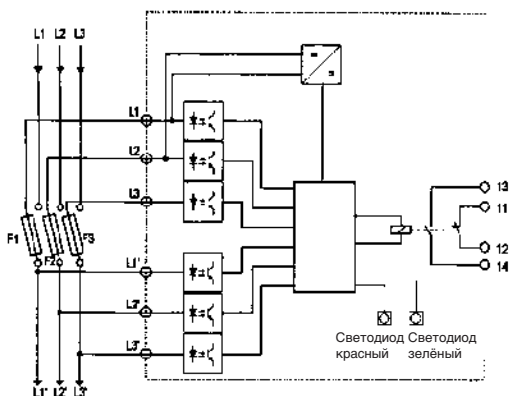 L1 L2 L3
L1
L2
L3
13
11
F1 F2 F3
12
14
L1'
L2'
L3'
Светодиод Светодиод
красный зелёный
L1' L2' L3'